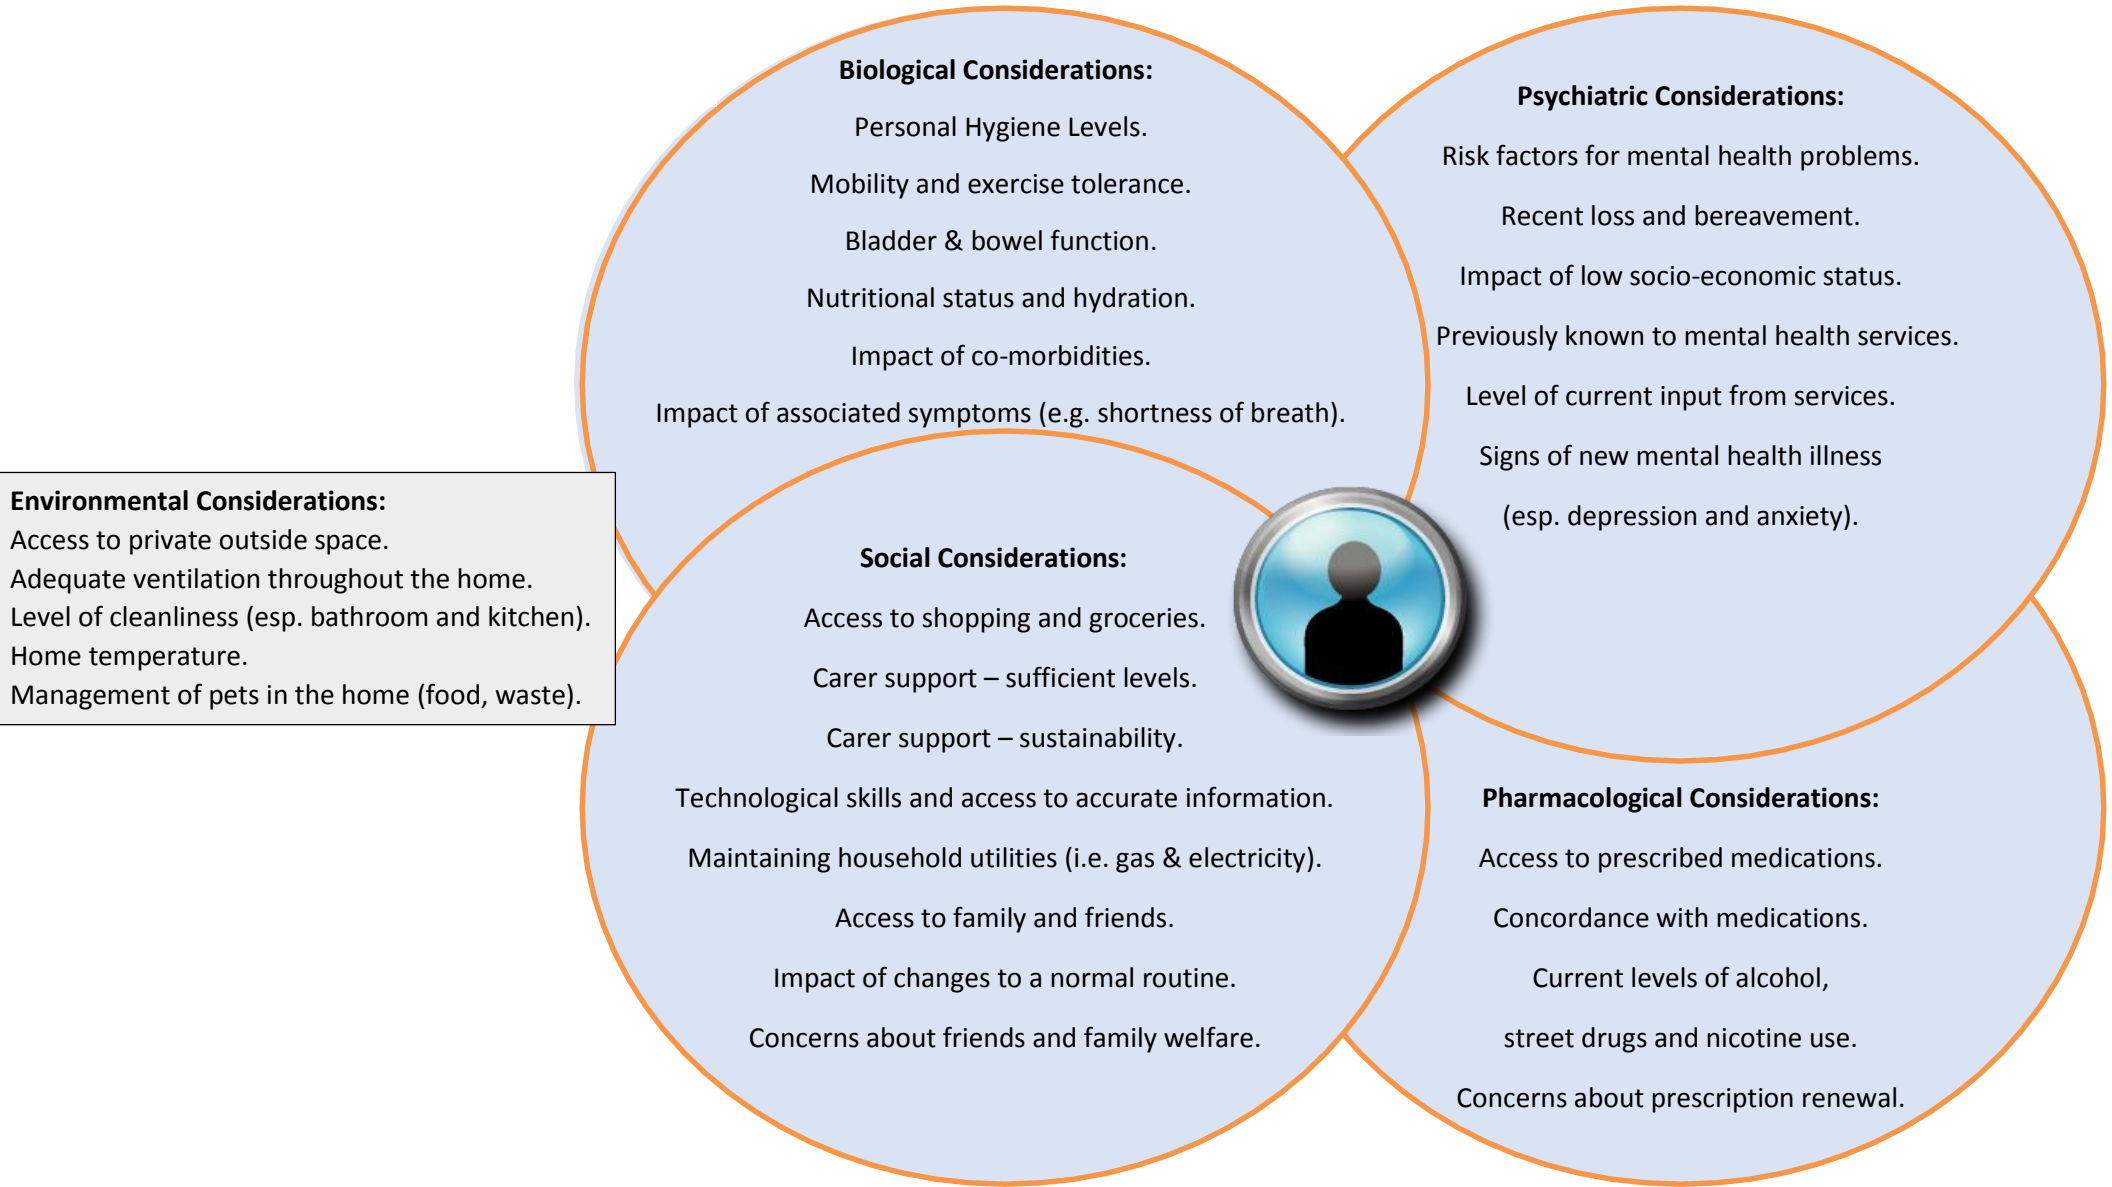 Biological Considerations:
Personal Hygiene Levels.
Mobility and exercise tolerance.
Bladder & bowel function.
Nutritional status and hydration.
Impact of co-morbidities.
Impact of associated symptoms (e.g. shortness of breath).
Psychiatric Considerations:
Risk factors for mental health problems.
Recent loss and bereavement.
Impact of low socio-economic status.
Previously known to mental health services.
Level of current input from services.
Signs of new mental health illness
(esp. depression and anxiety).
Environmental Considerations:
Access to private outside space.
Adequate ventilation throughout the home.
Level of cleanliness (esp. bathroom and kitchen).
Home temperature.
Management of pets in the home (food, waste).
Social Considerations:
Access to shopping and groceries.
Carer support – sufficient levels.
Carer support – sustainability.
Technological skills and access to accurate information.
Maintaining household utilities (i.e. gas & electricity).
Access to family and friends.
Impact of changes to a normal routine.
Concerns about friends and family welfare.
Pharmacological Considerations:
Access to prescribed medications.
Concordance with medications.
Current levels of alcohol,
street drugs and nicotine use.
Concerns about prescription renewal.